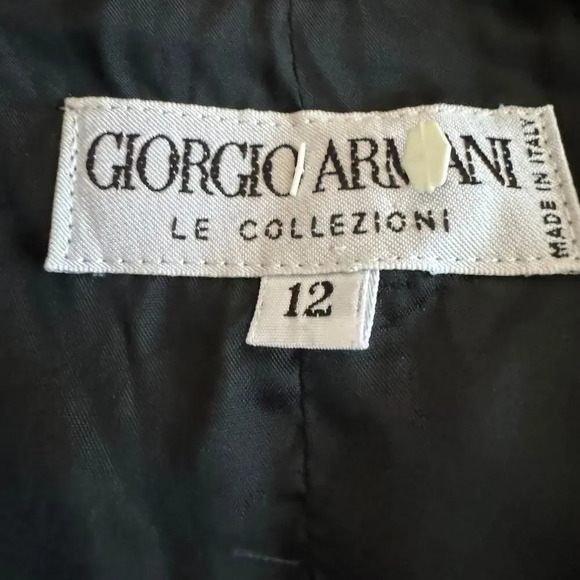 GIORGIO ARMANI
LE COLLEZIONI
MADE IN ITALY
12